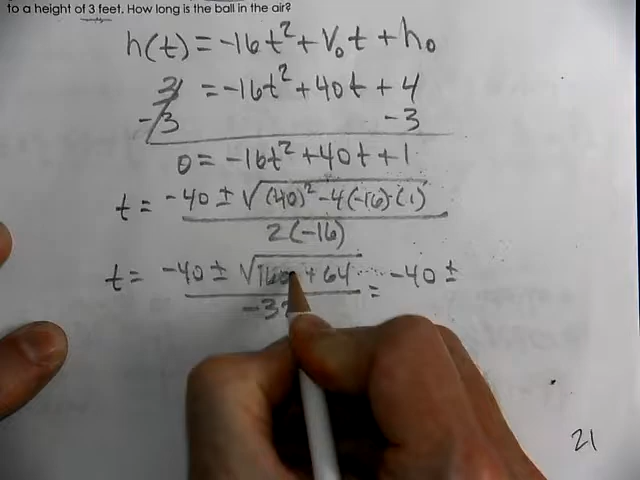 to a height of 3 feet. How long is the ball in the air?
h(t) = -16t² + V₀t + h₀
3 = -16t² + 40t + 4
-3 -3
0 = -16t² + 40t + 1
t = -40 ± √(40)² - 4(-16)·(1)
2(-16)
t = -40 ± √160 + 64 = -40 ±
-32
21